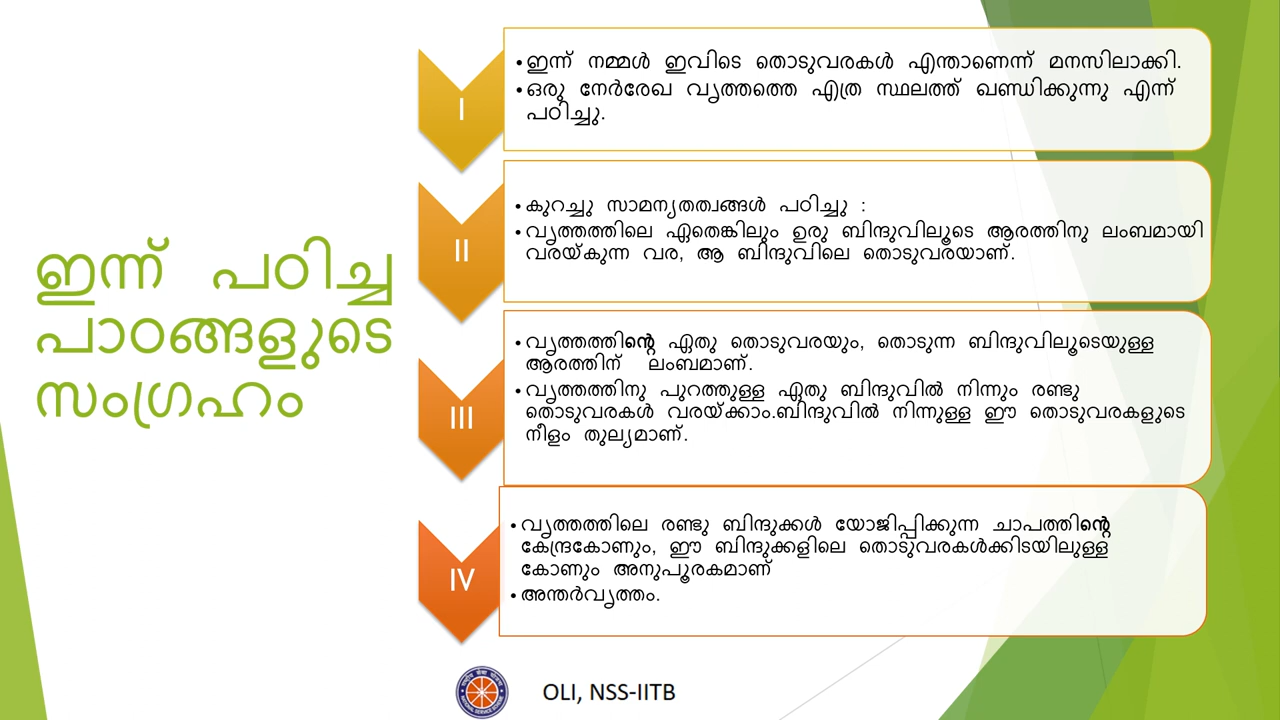 ഇന്ന് പഠിച്ച
പാഠങ്ങളുടെ
സംഗ്രഹം
I
•ഇന്ന് നമ്മൾ ഇവിടെ തൊടുവരകൾ എന്താണെന്ന് മനസിലാക്കി.
•ഒരു നേർരേഖ വൃത്തത്തെ എത്ര സ്ഥലത്ത് ഖണ്ഡിക്കുന്നു എന്ന്
പഠിച്ചു.
II
•കുറച്ചു സാമന്യതത്വങ്ങൾ പഠിച്ചു :
•വൃത്തത്തിലെ ഏതെങ്കിലും ഉരു ബിന്ദുവിലൂടെ ആരത്തിനു ലംബമായി
വരയ്കുന്ന വര, ആ ബിന്ദുവിലെ തൊടുവരയാണ്.
III
•വൃത്തത്തിന്റെ ഏതു തൊടുവരയും, തൊടുന്ന ബിന്ദുവിലൂടെയുള്ള
ആരത്തിന് ലംബമാണ്.
•വൃത്തത്തിനു പുറത്തുള്ള ഏതു ബിന്ദുവിൽ നിന്നും രണ്ടു
തൊടുവരകൾ വരയ്ക്കാം.ബിന്ദുവിൽ നിന്നുള്ള ഈ തൊടുവരകളുടെ
നീളം തുല്യമാണ്.
IV
•വൃത്തത്തിലെ രണ്ടു ബിന്ദുക്കൾ യോജിപ്പിക്കുന്ന ചാപത്തിന്റെ
കേന്ദ്രകോണും, ഈ ബിന്ദുക്കളിലെ തൊടുവരകൾക്കിടയിലുള്ള
കോണും അനുപൂരകമാണ്
•അന്തർവൃത്തം.
OLI, NSS-IITB